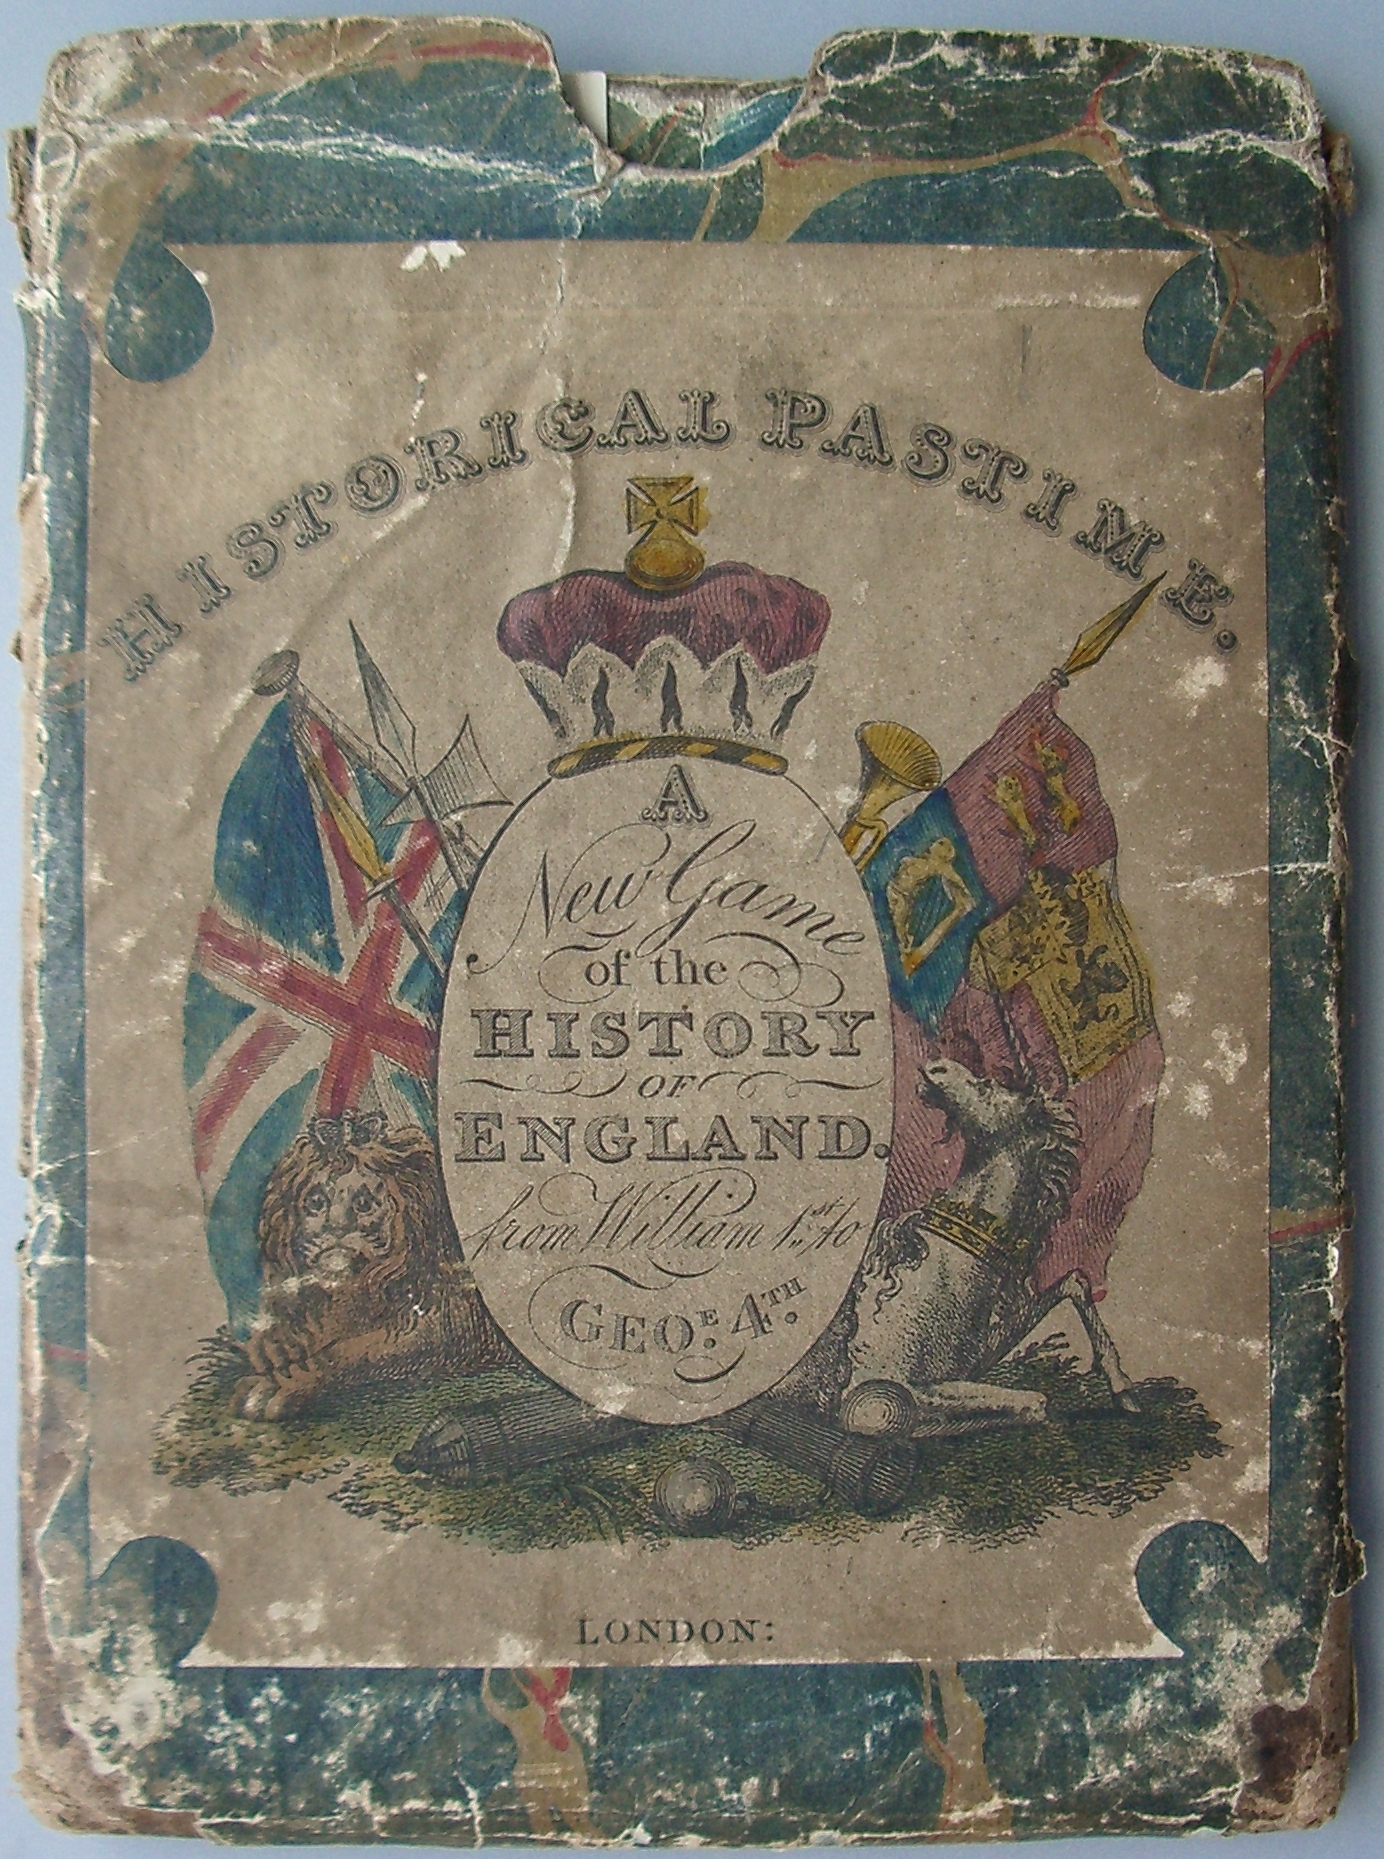 HISTORICAL PASTIME.
A
New Game
of the
HISTORY
OF
ENGLAND.
from William 1st. to
GEOE. 4TH.
LONDON: